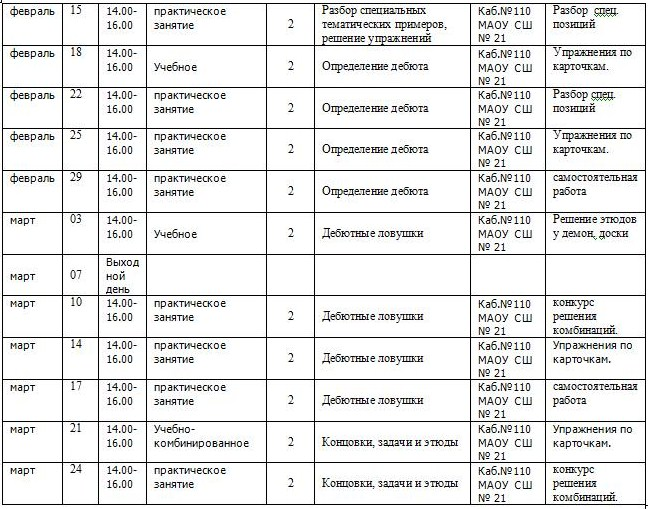 февраль 15 14.00- практическое 2 Разбор специальных Каб.№110 Разбор спец.
16.00 занятие тематических примеров, МАОУ СШ позиций
решение упражнений № 21
февраль 18 14.00- Учебное 2 Определение дебюта Каб.№110 Упражнения по
16.00 МАОУ СШ карточкам.
№ 21
февраль 22 14.00- практическое 2 Определение дебюта Каб.№110 Разбор спец.
16.00 занятие МАОУ СШ позиций
№ 21
февраль 25 14.00- практическое 2 Определение дебюта Каб.№110 Упражнения по
16.00 занятие МАОУ СШ карточкам.
№ 21
февраль 29 14.00- практическое 2 Определение дебюта Каб.№110 самостоятельная
16.00 занятие МАОУ СШ работа
№ 21
март 03 14.00- Учебное 2 Дебютные ловушки Каб.№110 Решение этюдов
16.00 МАОУ СШ у демон, доски
№ 21
март 07 Выход
ной
день
март 10 14.00- практическое 2 Дебютные ловушки Каб.№110 конкурс
16.00 занятие МАОУ СШ решения
№ 21 комбинаций.
март 14 14.00- практическое 2 Дебютные ловушки Каб.№110 Упражнения по
16.00 занятие МАОУ СШ карточкам.
№ 21
март 17 14.00- практическое 2 Дебютные ловушки Каб.№110 самостоятельная
16.00 занятие МАОУ СШ работа
№ 21
март 21 14.00- Учебно- 2 Концовки, задачи и этюды Каб.№110 Упражнения по
16.00 комбинированное МАОУ СШ карточкам.
№ 21
март 24 14.00- практическое 2 Концовки, задачи и этюды Каб.№110 конкурс
16.00 занятие МАОУ СШ решения
№ 21 комбинаций.